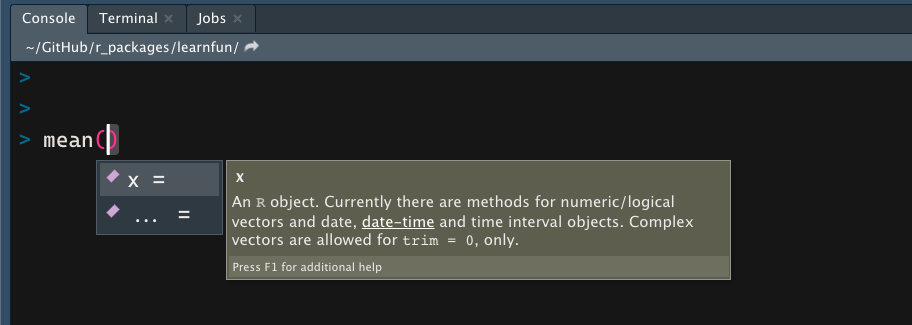 Console Terminal × Jobs ×
~/GitHub/r_packages/learnfun/
>
>
> mean()
x =
... =
x
An R object. Currently there are methods for numeric/logical
vectors and date, date-time and time interval objects. Complex
vectors are allowed for trim = 0, only.
Press F1 for additional help